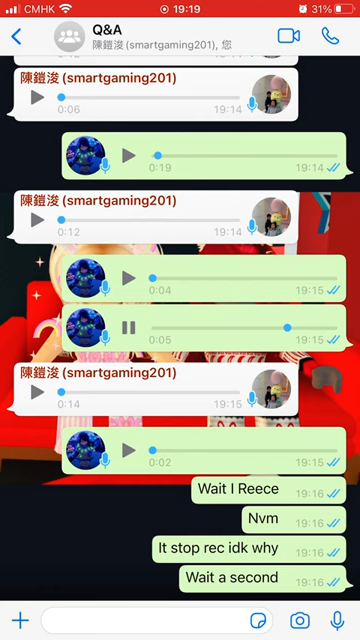 CMHK 19:19 31%
Q&A
陳鎧浚 (smartgaming201), 您
19:14
陳鎧浚 (smartgaming201)
0:06 19:14
0:19 19:14
陳鎧浚 (smartgaming201)
0:12 19:14
0:04 19:15
0:05 19:15
陳鎧浚 (smartgaming201)
0:14 19:15
0:02 19:15
Wait I Reece 19:16
Nvm 19:16
It stop rec idk why 19:16
Wait a second 19:16